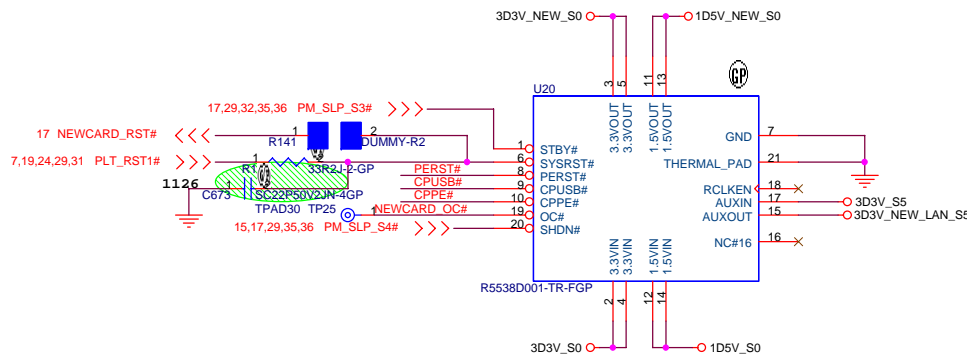 3D3V_NEW_S0
1D5V_NEW_S0
3
5
11
13
GP
U20
17,29,32,35,36 PM_SLP_S3#
3.3VOUT
3.3VOUT
1.5VOUT
1.5VOUT
17 NEWCARD_RST#
R141
1
2
DUMMY-R2
1
STBY#
GND
7
7,19,24,29,31 PLT_RST1#
1
R1
33R2J-2-GP
6
SYSRST#
THERMAL_PAD
21
PERST#
8
PERST#
1126
CPUSB#
9
CPUSB#
RCLKEN
18
C673
SC22P50V2JN-4GP
CPPE#
10
CPPE#
AUXIN
17
3D3V_S5
TPAD30 TP25
1
NEWCARD_OC#
19
OC#
AUXOUT
15
3D3V_NEW_LAN_S5
15,17,29,35,36 PM_SLP_S4#
20
SHDN#
NC#16
16
3.3VIN
3.3VIN
1.5VIN
1.5VIN
R5538D001-TR-FGP
2
4
12
14
3D3V_S0
1D5V_S0